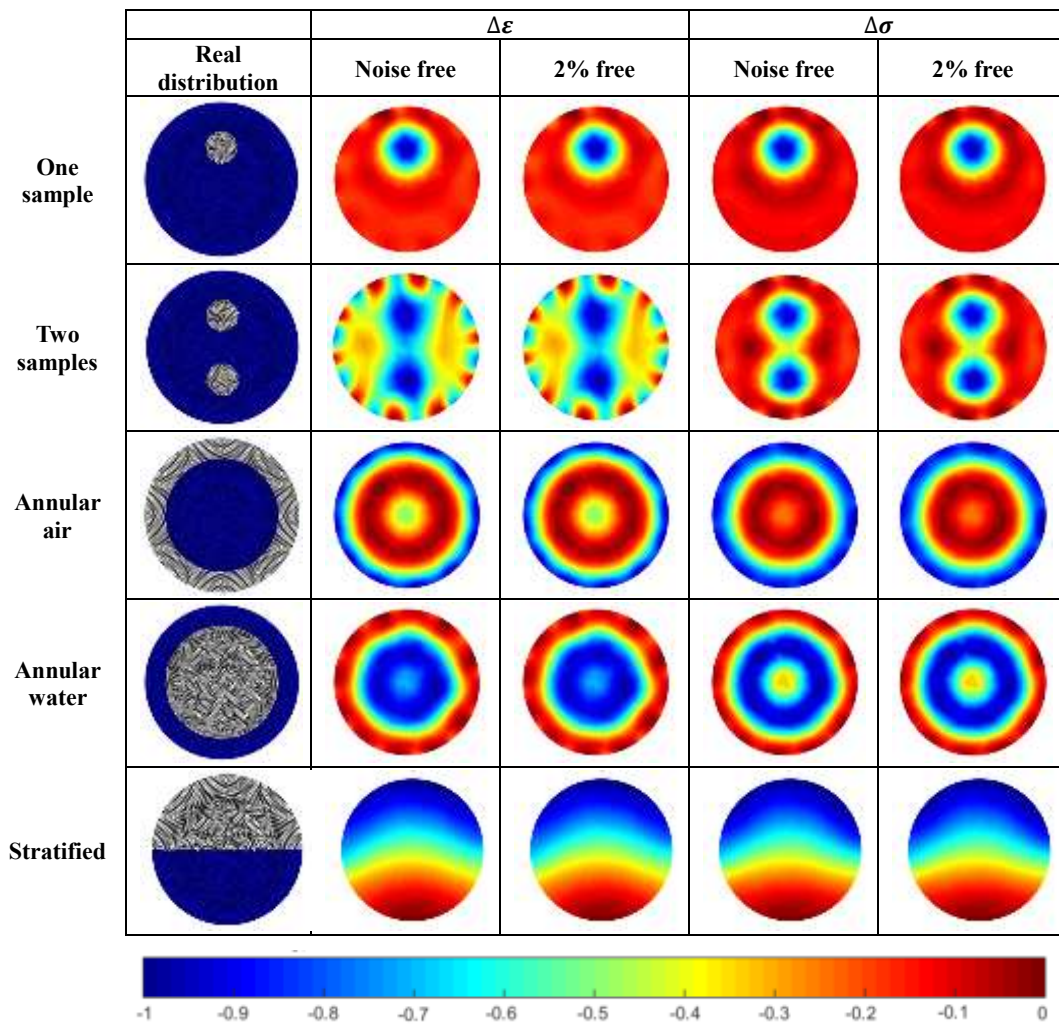 Δε Δσ
Real
distribution
Noise free 2% free Noise free 2% free
One
sample
Two
samples
Annular
air
Annular
water
Stratified
-1 -0.9 -0.8 -0.7 -0.6 -0.5 -0.4 -0.3 -0.2 -0.1 0